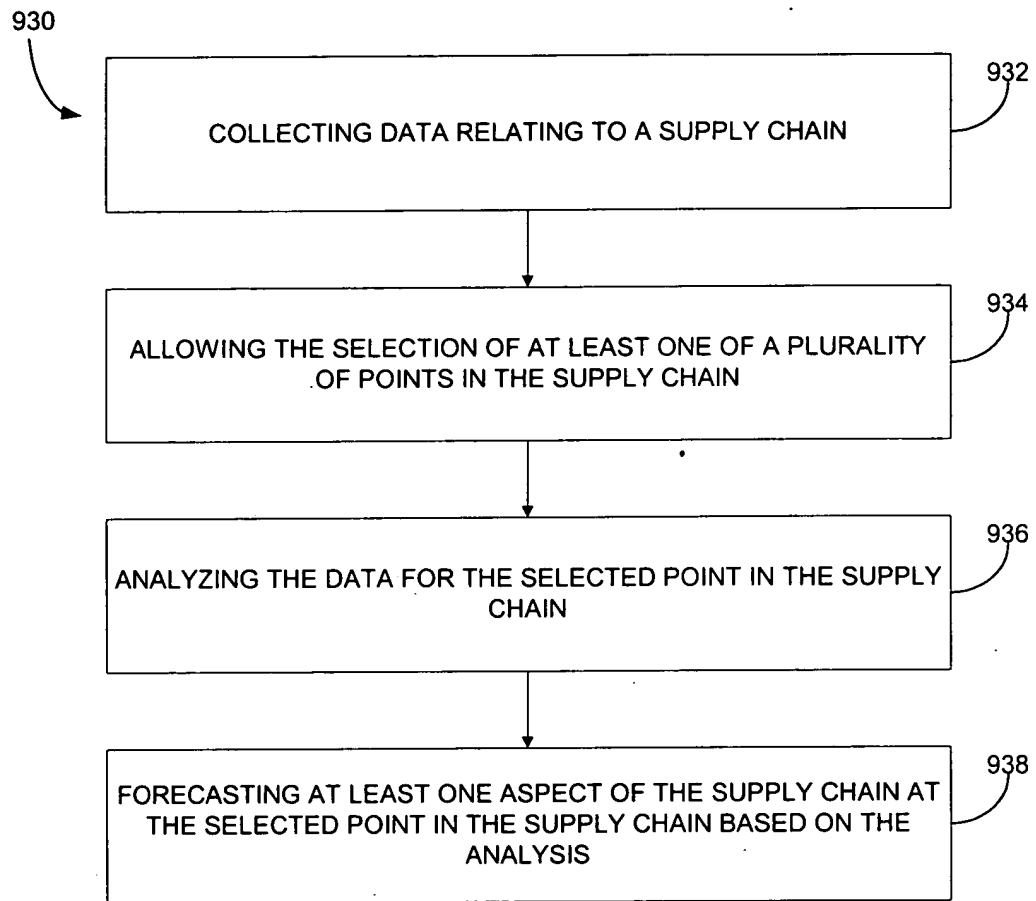 930
932
COLLECTING DATA RELATING TO A SUPPLY CHAIN
934
ALLOWING THE SELECTION OF AT LEAST ONE OF A PLURALITY
OF POINTS IN THE SUPPLY CHAIN
936
ANALYZING THE DATA FOR THE SELECTED POINT IN THE SUPPLY
CHAIN
938
FORECASTING AT LEAST ONE ASPECT OF THE SUPPLY CHAIN AT
THE SELECTED POINT IN THE SUPPLY CHAIN BASED ON THE
ANALYSIS